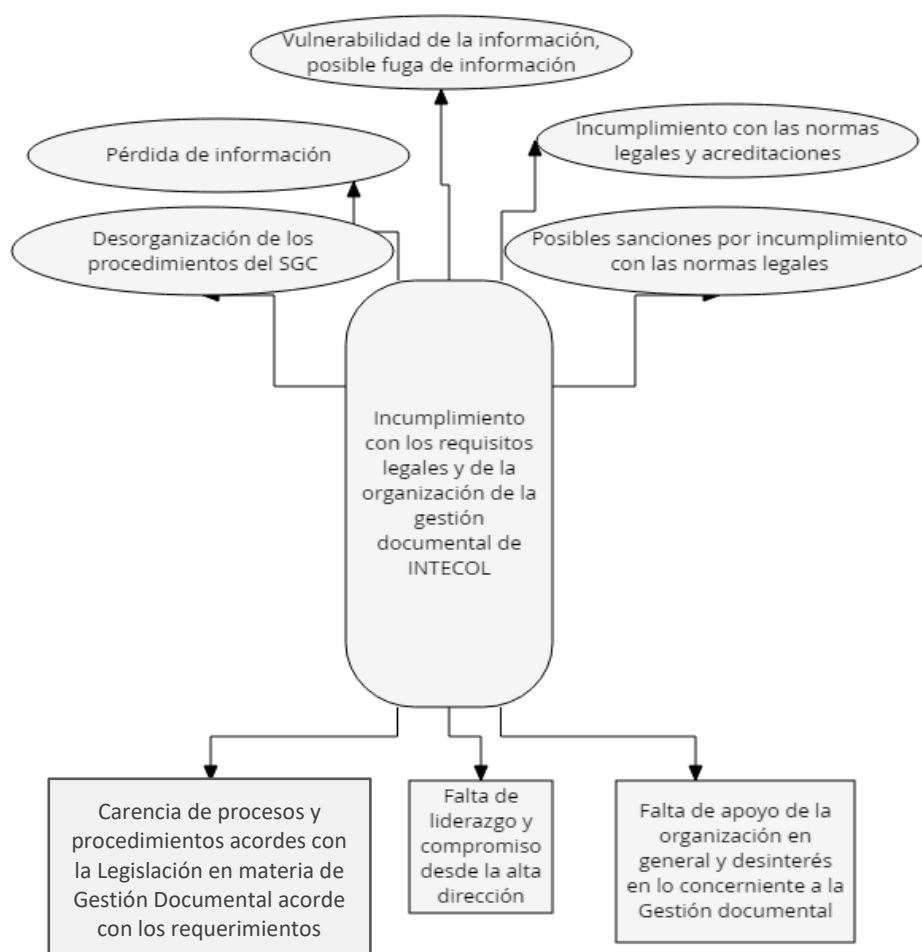 Vulnerabilidad de la información,
posible fuga de información
Pérdida de información
Incumplimiento con las normas
legales y acreditaciones
Desorganización de los
procedimientos del SGC
Posibles sanciones por incumplimiento
con las normas legales
Incumplimiento
con los requisitos
legales y de la
organización de la
gestión
documental de
INTECOL
Carencia de procesos y
procedimientos acordes con
la Legislación en materia de
Gestión Documental acorde
con los requerimientos
Falta de
liderazgo y
compromiso
desde la alta
dirección
Falta de apoyo de la
organización en
general y desinterés
en lo concerniente a la
Gestión documental